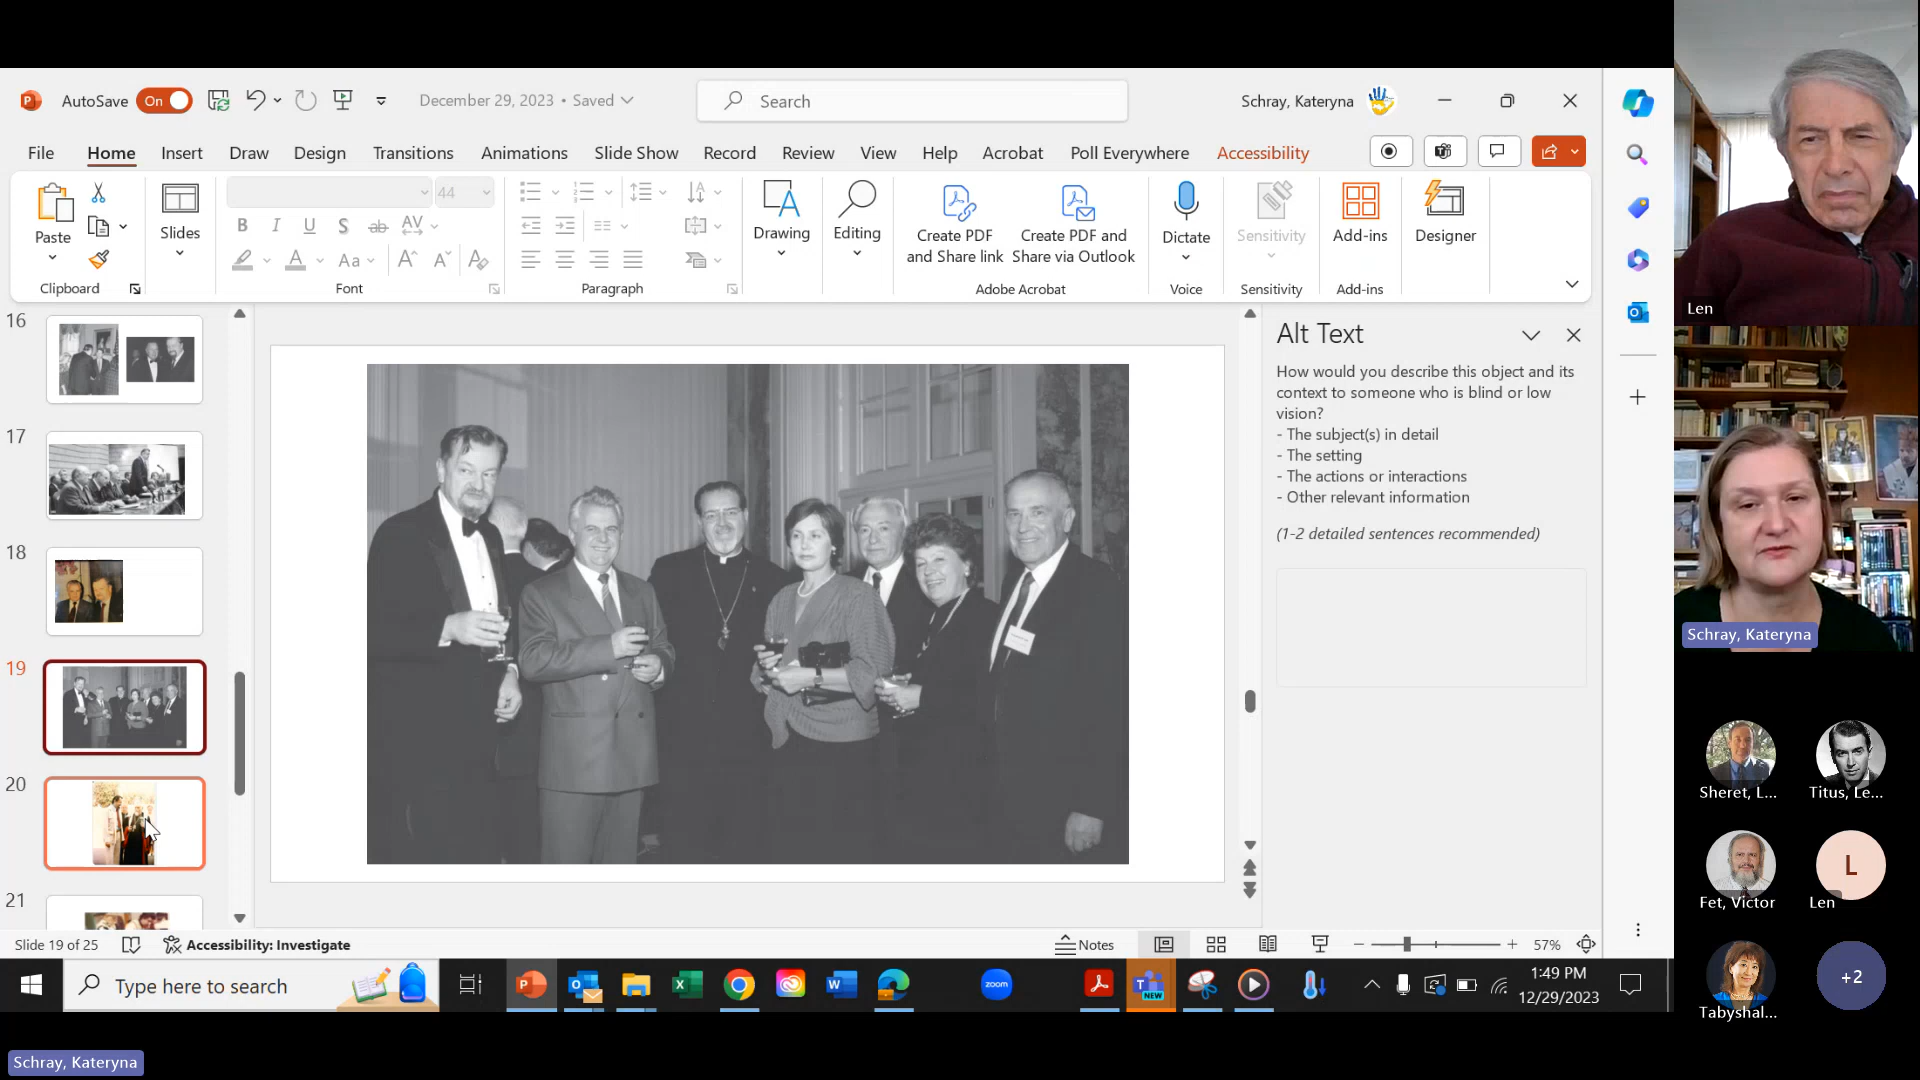 AutoSave On December 29, 2023 • Saved Search Schray, Kateryna
File Home Insert Draw Design Transitions Animations Slide Show Record Review View Help Acrobat Poll Everywhere Accessibility
44
Paste Slides Drawing Editing Create PDF and Share link Create PDF and Share via Outlook Dictate Sensitivity Add-ins Designer
B I U S ab AV
A Aa A A
Clipboard Font Paragraph Adobe Acrobat Voice Sensitivity Add-ins
16
17
18
19
20
21
Alt Text
How would you describe this object and its
context to someone who is blind or low
vision?
- The subject(s) in detail
- The setting
- The actions or interactions
- Other relevant information
(1-2 detailed sentences recommended)
Slide 19 of 25 Accessibility: Investigate Notes 57%
Type here to search zoom NEW 1:49 PM
12/29/2023
Schray, Kateryna
Len
Schray, Kateryna
Sheret, L... Titus, Le...
L
Fet, Victor Len
+2
Tabyshal...